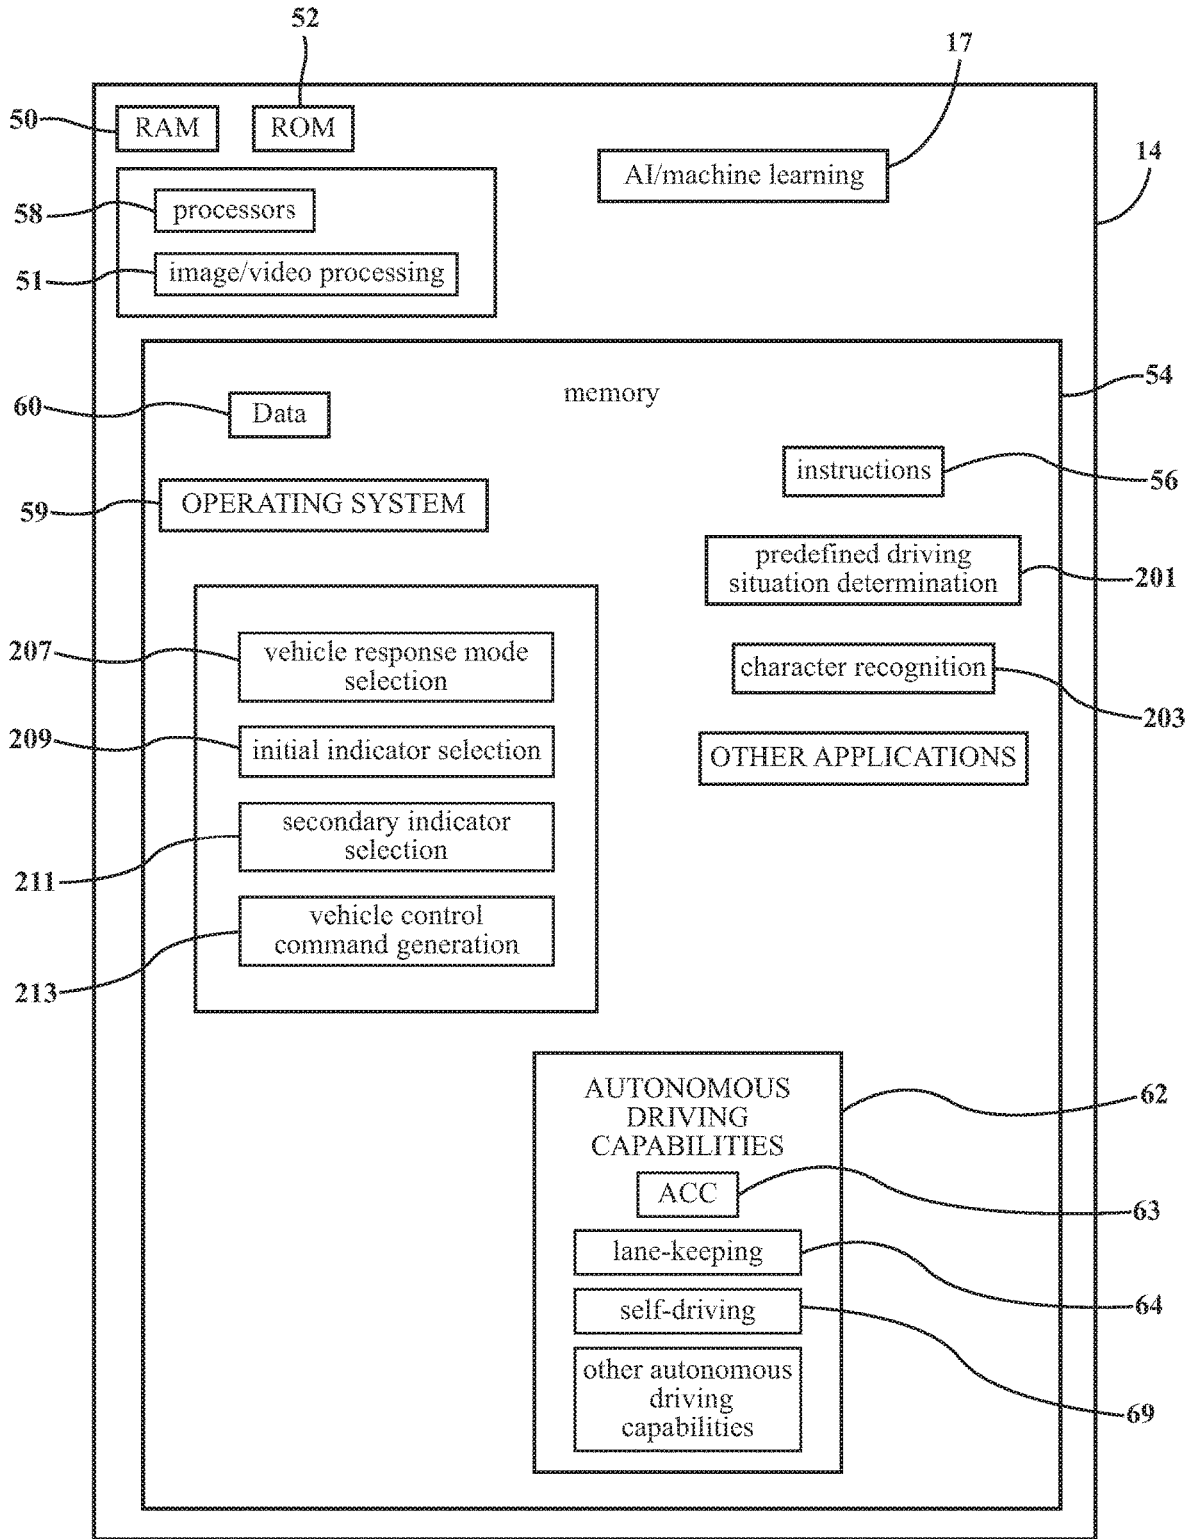 52
17
50
RAM
ROM
14
AI/machine learning
58
processors
51
image/video processing
54
memory
60
Data
instructions
56
59
OPERATING SYSTEM
predefined driving
situation determination
201
207
vehicle response mode
selection
character recognition
203
209
initial indicator selection
OTHER APPLICATIONS
secondary indicator
selection
211
vehicle control
command generation
213
AUTONOMOUS
DRIVING
CAPABILITIES
62
ACC
63
lane-keeping
64
self-driving
69
other autonomous
driving
capabilities